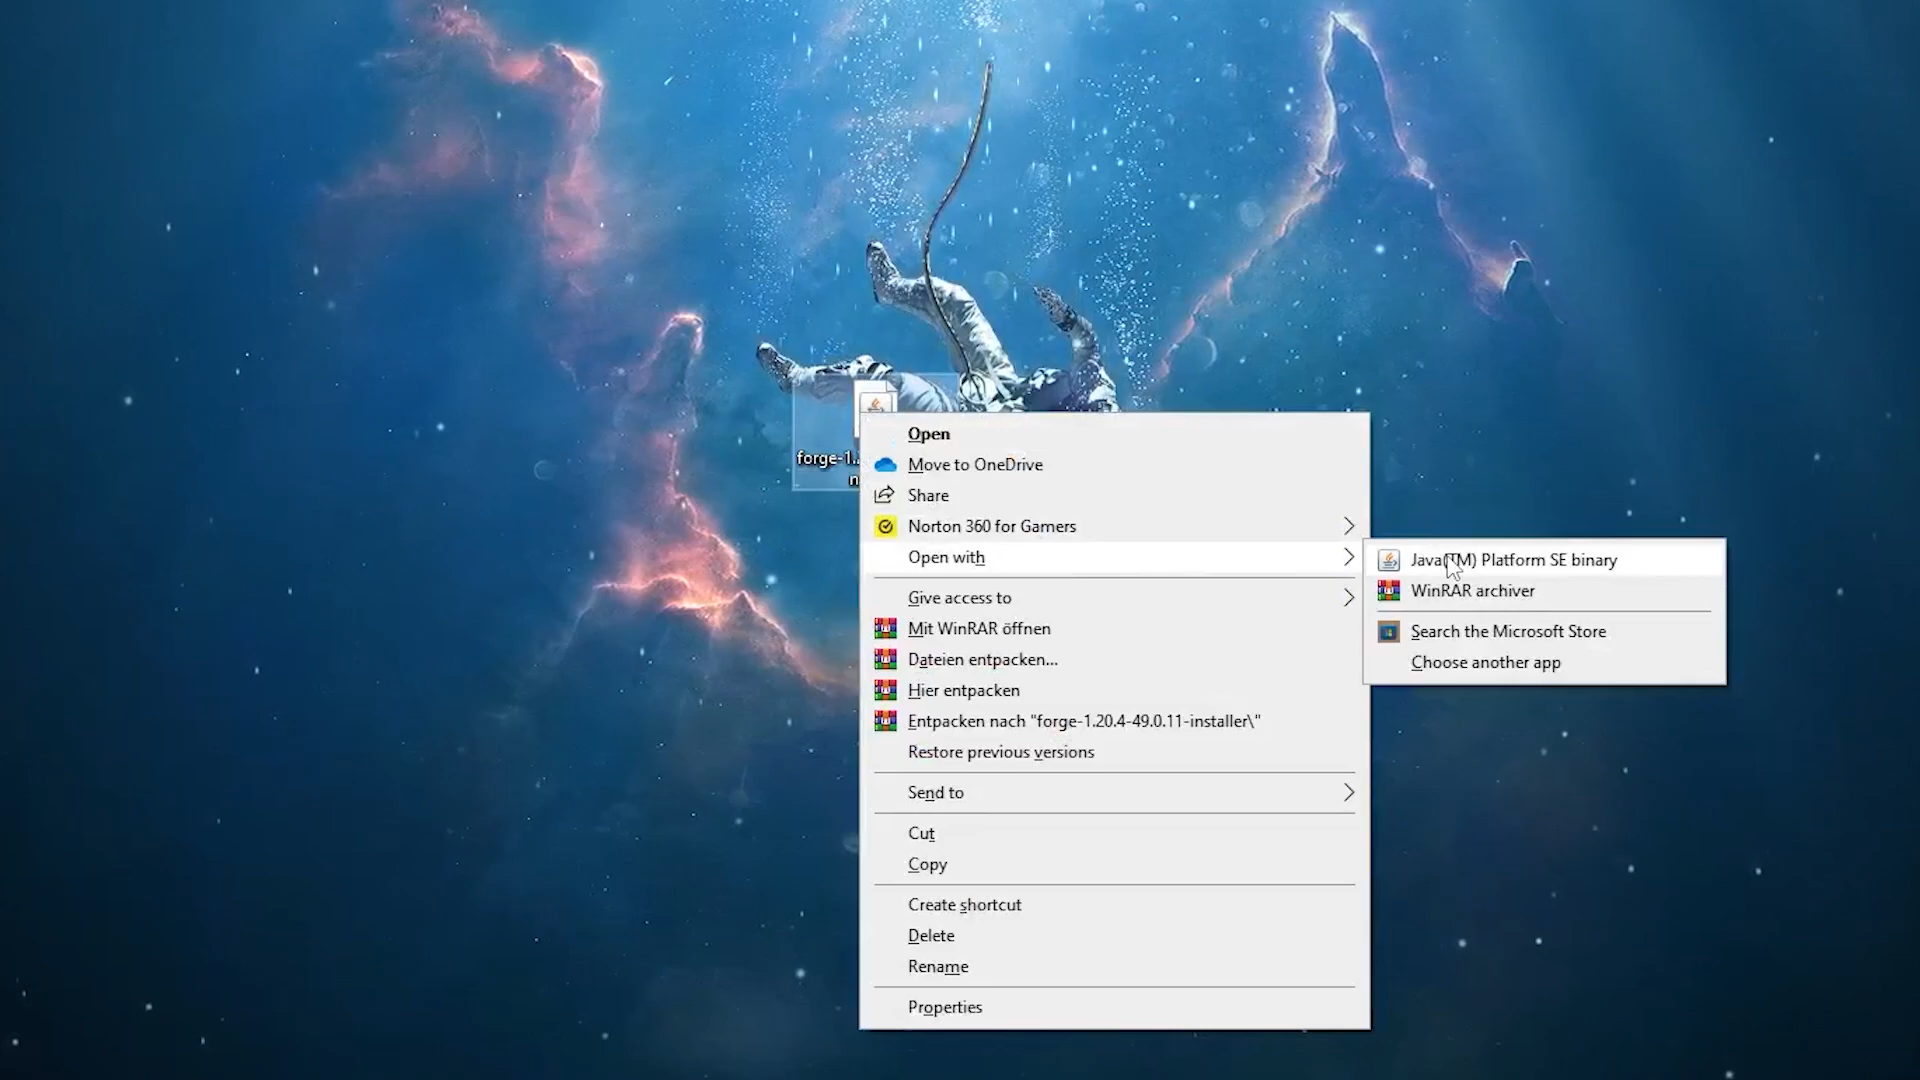 forge-1.
n
Open
Move to OneDrive
Share
Norton 360 for Gamers
Open with
Give access to
Mit WinRAR öffnen
Dateien entpacken...
Hier entpacken
Entpacken nach "forge-1.20.4-49.0.11-installer\"
Restore previous versions
Send to
Cut
Copy
Create shortcut
Delete
Rename
Properties
Java(TM) Platform SE binary
WinRAR archiver
Search the Microsoft Store
Choose another app